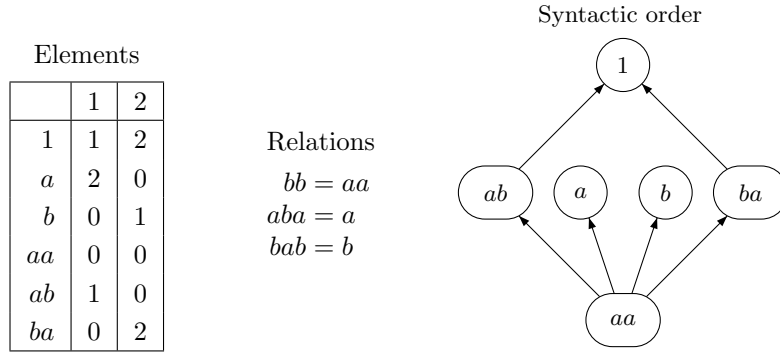 Elements
1 2
1 1 2
a 2 0
b 0 1
aa 0 0
ab 1 0
ba 0 2
Relations
bb = aa
aba = a
bab = b
Syntactic order
1
ab a b ba
aa